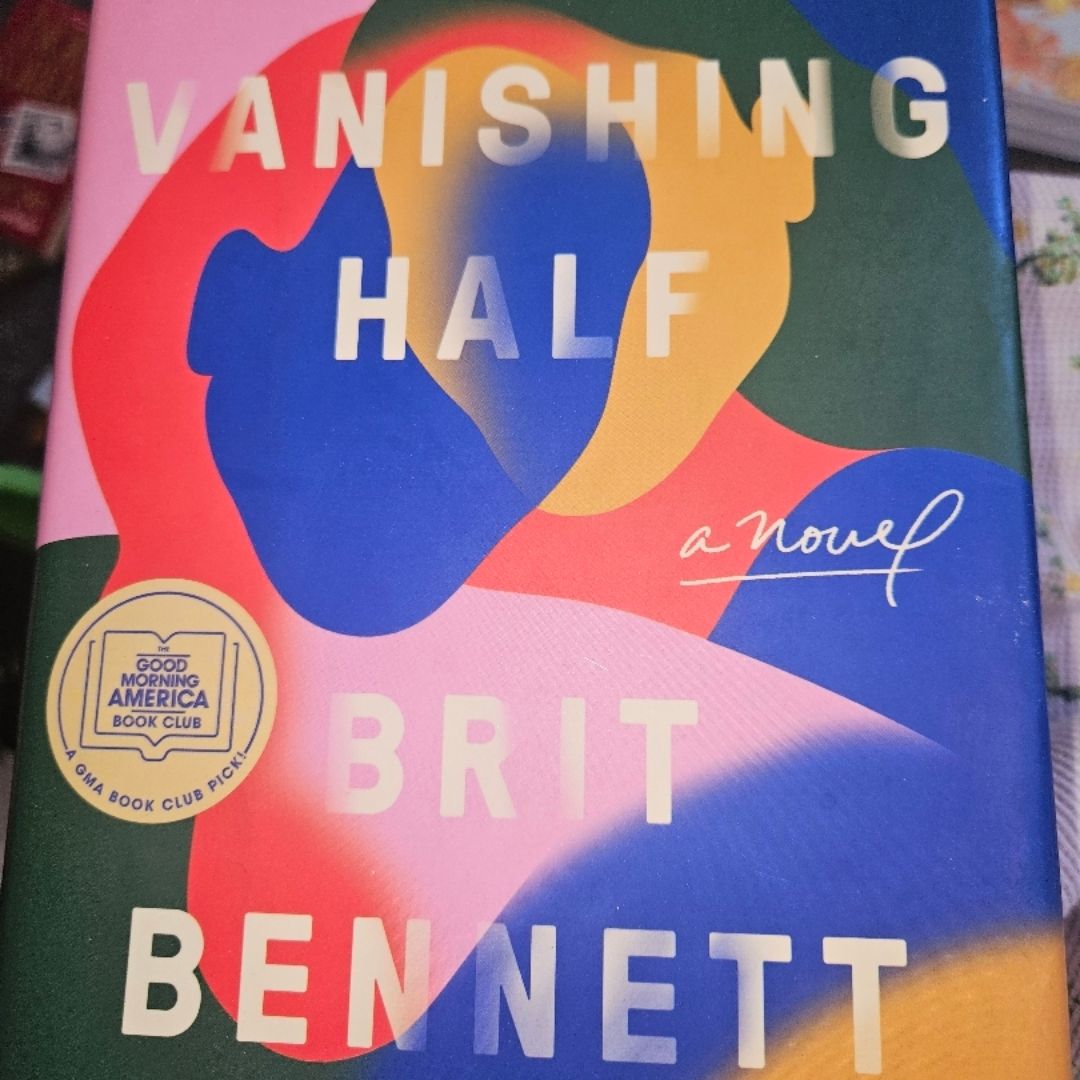 VANISHING
HALF
a novel
THE
GOOD
MORNING
AMERICA
BOOK CLUB
A GMA BOOK CLUB PICK!
BRIT
BENNETT